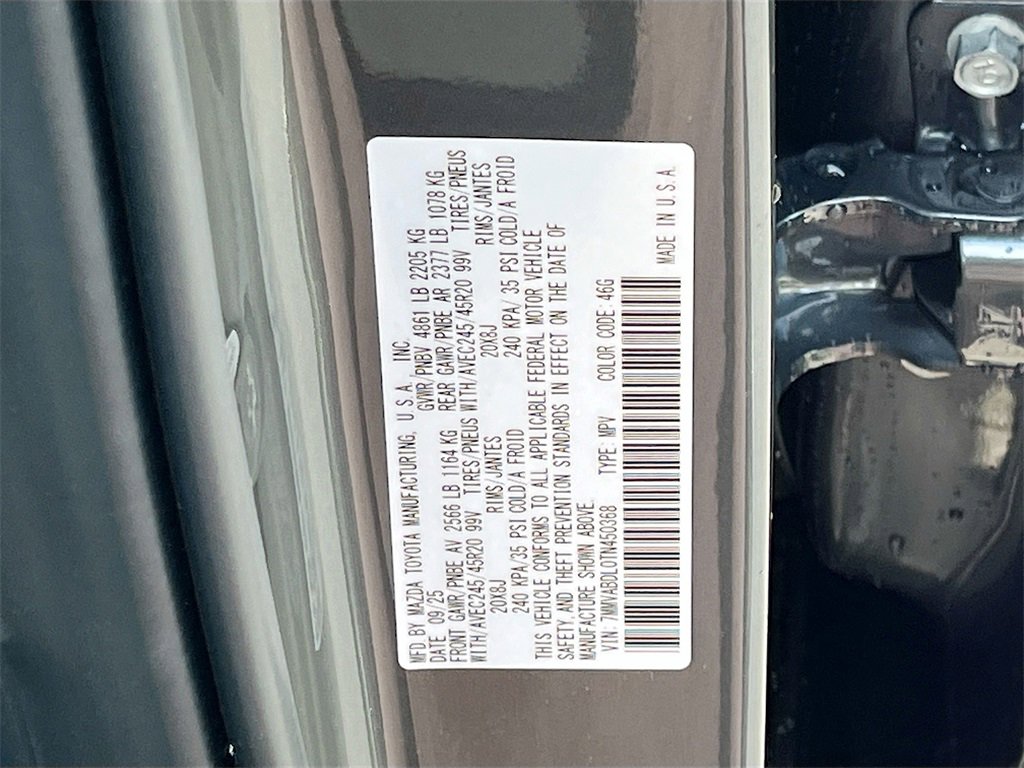 MFD BY MAZDA TOYOTA MANUFACTURING, U S A, INC.
DATE 09/25 GVWR/PNBV 4861 LB 2205 KG
FRONT GAWR/PNBE AV 2566 LB 1164 KG REAR GAWR/PNBE AR 2377 LB 1078 KG
WITH/AVEC245/45R20 99V TIRES/PNEUS WITH/AVEC245/45R20 99V TIRES/PNEUS
20X8J RIMS/JANTES 20X8J RIMS/JANTES
240 KPA/35 PSI COLD/A FROID 240 KPA/ 35 PSI COLD/A FROID
THIS VEHICLE CONFORMS TO ALL APPLICABLE FEDERAL MOTOR VEHICLE
SAFETY AND THEFT PREVENTION STANDARDS IN EFFECT ON THE DATE OF
MANUFACTURE SHOWN ABOVE.
VIN: 7MMVABDL0TN450368 TYPE: MPV COLOR CODE: 46G
MADE IN U.S.A.